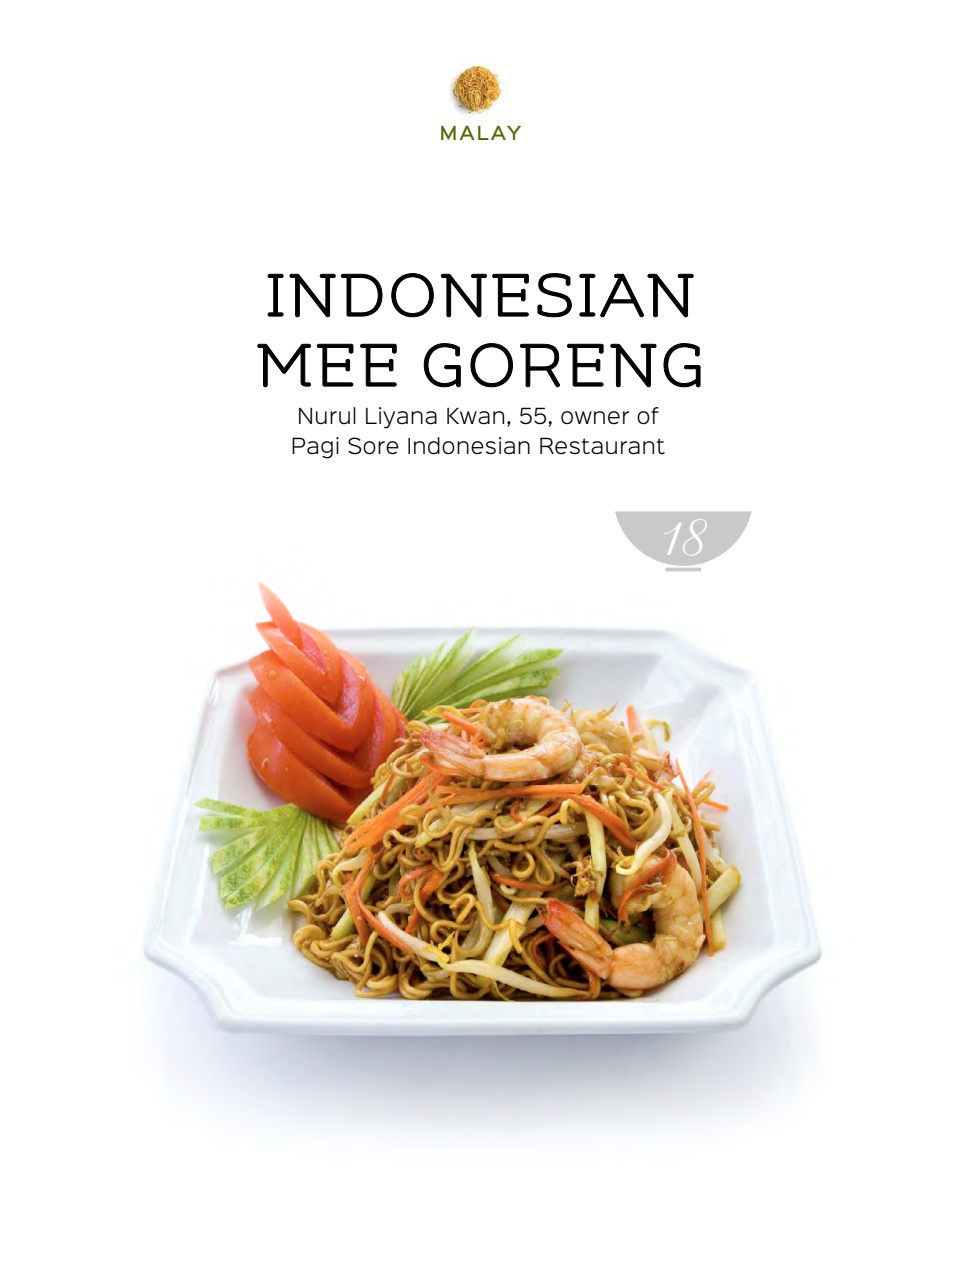 MALAY
INDONESIAN
MEE GORENG
Nurul Liyana Kwan, 55, owner of
Pagi Sore Indonesian Restaurant
18